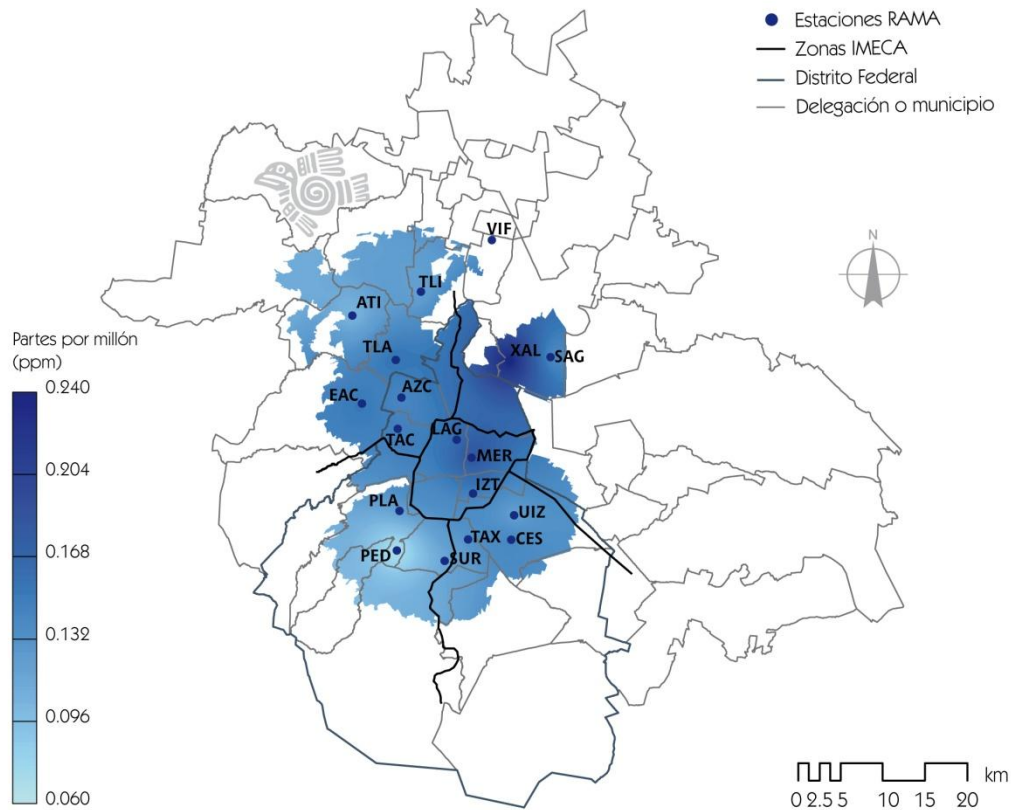 Estaciones RAMA
Zonas IMECA
Distrito Federal
Delegación o municipio
N
VIF
TLI
ATI
TLA
XAL
SAG
EAC
AZC
TAC
LAG
MER
IZT
PLA
UIZ
PED
SUR
TAX
CES
Partes por millón
(ppm)
0.240
0.204
0.168
0.132
0.096
0.060
km
0 2.5 5 10 15 20